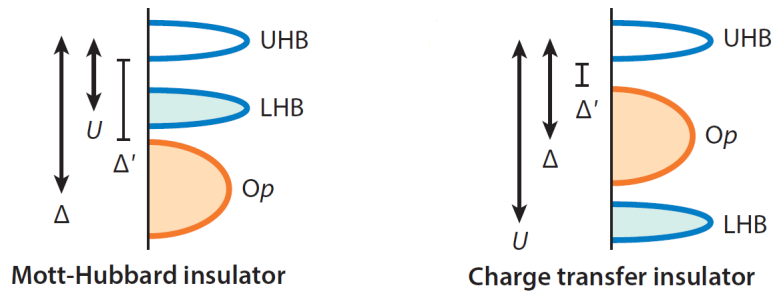 UHB
LHB
Op
U
Δ'
Δ
Mott-Hubbard insulator
UHB
Op
LHB
Δ'
Δ
U
Charge transfer insulator